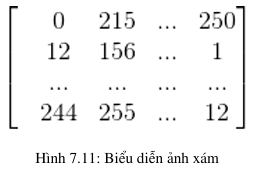 0 215 ... 250
12 156 ... 1
... ... ... ...
244 255 ... 12
Hình 7.11: Biểu diễn ảnh xám